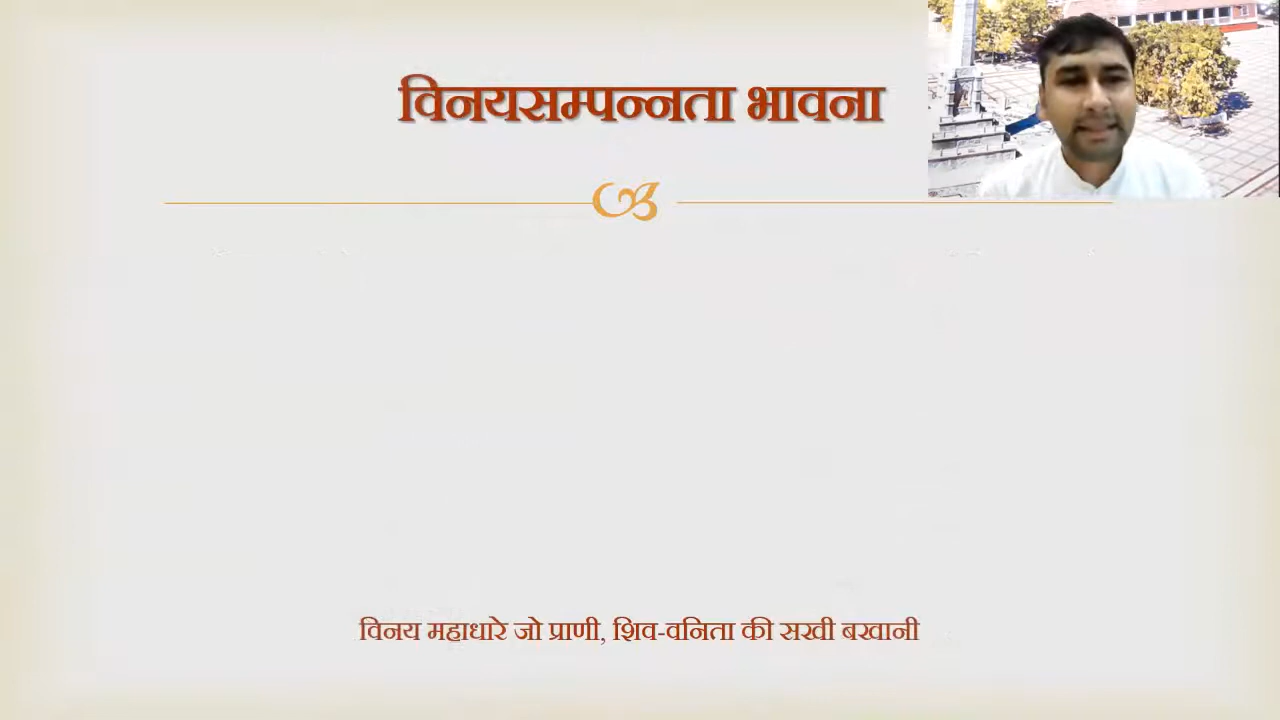 विनयसम्पन्नता भावना
विनय महाधारे जो प्राणी, शिव-वनिता की सखी बखानी